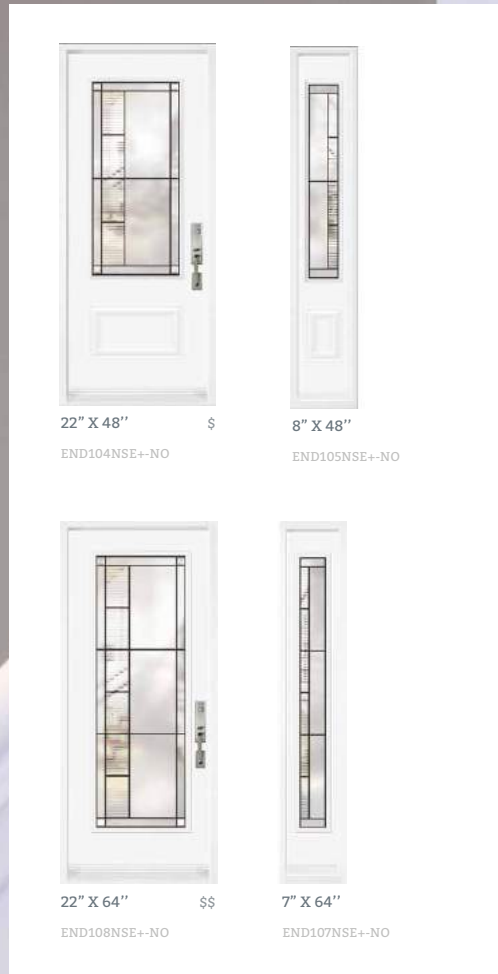 22” X 48’’ $
8” X 48’’
END104NSE+-NO
END105NSE+-NO
22” X 64’’ $$
7” X 64’’
END108NSE+-NO
END107NSE+-NO